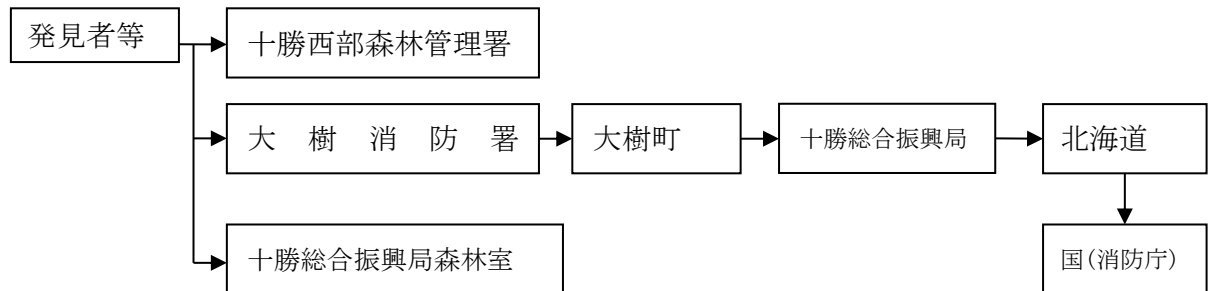 発見者等
十勝西部森林管理署
大樹消防署
大樹町
十勝総合振興局
北海道
十勝総合振興局森林室
国(消防庁)